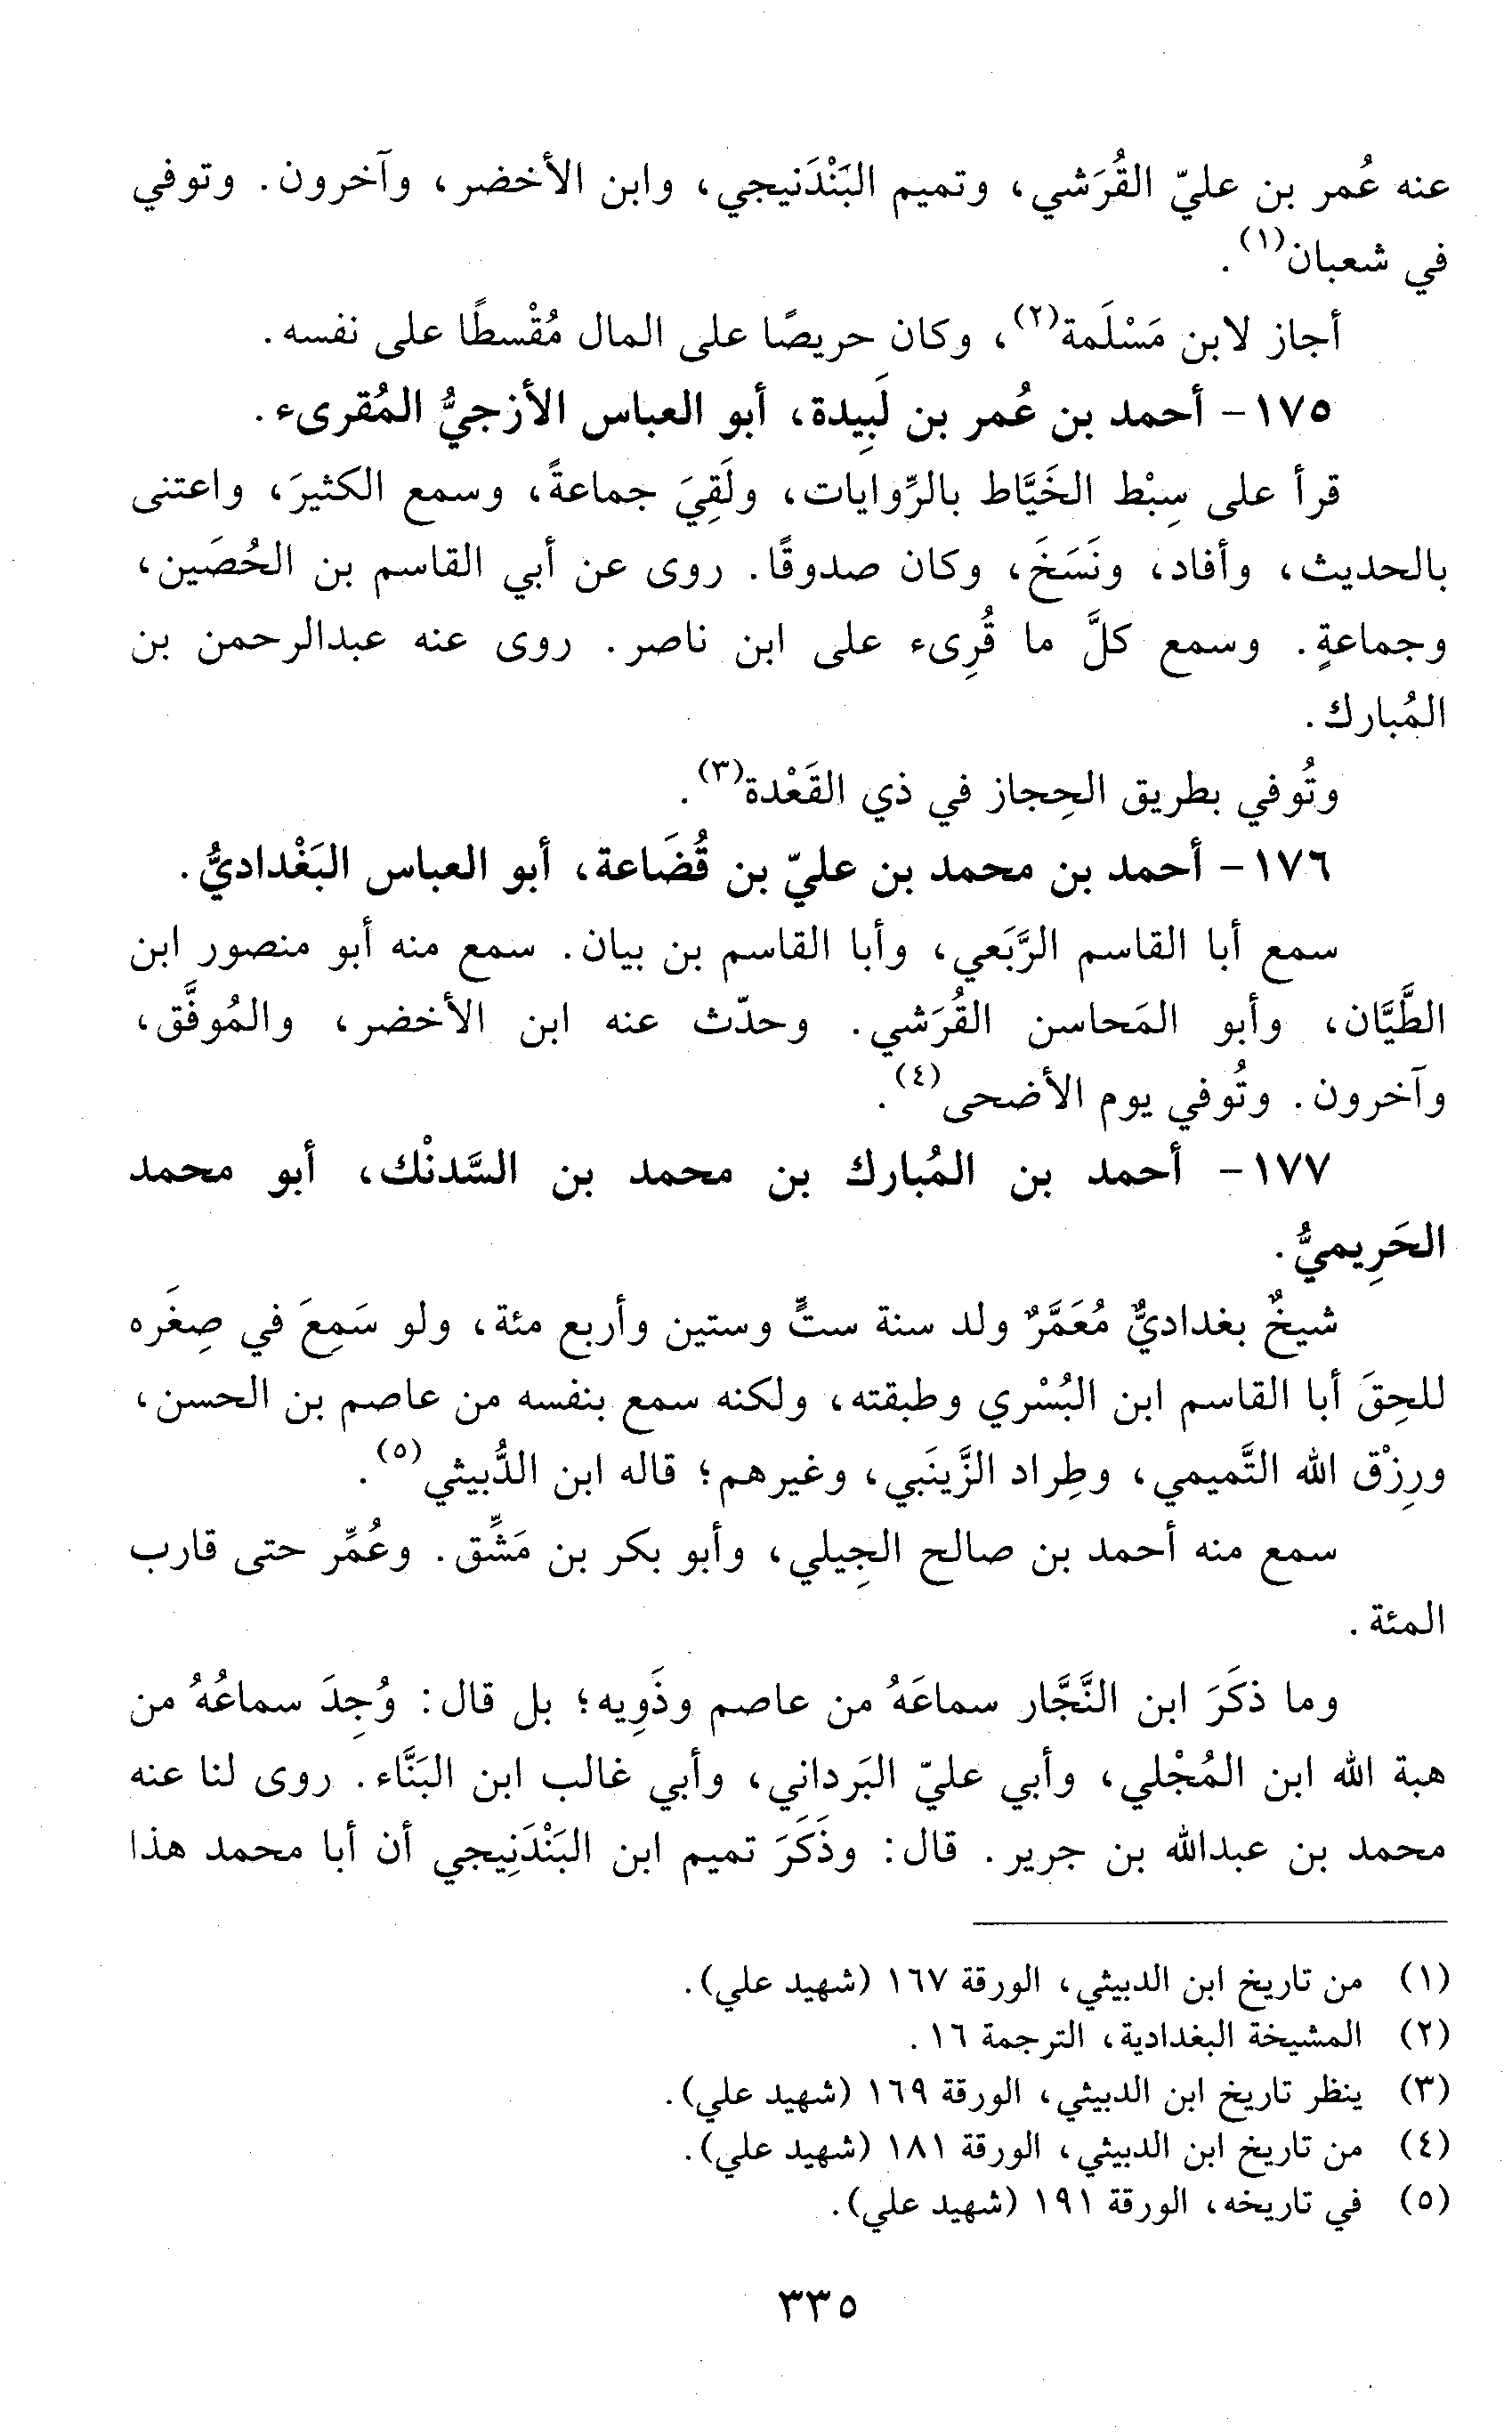 عنه عُمر بن عليّ القُرَشي، وتميم البَنْدَنيجي، وابن الأخضر، وآخرون. وتوفي
في شعبان(١).
أجاز لابن مَسْلَمة(٢)، وكان حريصًا على المال مُقْسطًا على نفسه.
١٧٥- أحمد بن عُمر بن لَبِيدة، أبو العباس الأزجيُّ المُقرىء.
قرأ على سِبْط الخَيَّاط بالرِّوايات، ولَقِيَ جماعةً، وسمع الكثيرَ، واعتنى
بالحديث، وأفاد، ونَسَخَ، وكان صدوقًا. روى عن أبي القاسم بن الحُصَين،
وجماعةٍ. وسمع كلَّ ما قُرِىء على ابن ناصر. روى عنه عبدالرحمن بن
المُبارك.
وتُوفي بطريق الحِجاز في ذي القَعْدة(٣).
١٧٦- أحمد بن محمد بن عليّ بن قُضَاعة، أبو العباس البَغْداديُّ.
سمع أبا القاسم الرَّبَعي، وأبا القاسم بن بيان. سمع منه أبو منصور ابن
الطَّيَّان، وأبو المَحاسن القُرَشي. وحدّث عنه ابن الأخضر، والمُوفَّق،
وآخرون. وتُوفي يوم الأضحى(٤).
١٧٧- أحمد بن المُبارك بن محمد بن السَّدنْك، أبو محمد
الحَرِيميُّ.
شيخٌ بغداديٌّ مُعَمَّرٌ ولد سنة ستٍّ وستين وأربع مئة، ولو سَمِعَ في صِغَره
للحِقَ أبا القاسم ابن البُسْري وطبقته، ولكنه سمع بنفسه من عاصم بن الحسن،
ورِزْق الله التَّميمي، وطِراد الزَّينَبي، وغيرهم؛ قاله ابن الدُّبيثي(٥).
سمع منه أحمد بن صالح الجِيلي، وأبو بكر بن مَشِّق. وعُمِّر حتى قارب
المئة.
وما ذكَرَ ابن النَّجَّار سماعَهُ من عاصم وذَوِيه؛ بل قال: وُجِدَ سماعُهُ من
هبة الله ابن المُجْلي، وأبي عليّ البَرداني، وأبي غالب ابن البَنَّاء. روى لنا عنه
محمد بن عبدالله بن جرير. قال: وذَكَرَ تميم ابن البَنْدَنِيجي أن أبا محمد هذا
(١) من تاريخ ابن الدبيثي، الورقة ١٦٧ (شهيد علي).
(٢) المشيخة البغدادية، الترجمة ١٦.
(٣) ينظر تاريخ ابن الدبيثي، الورقة ١٦٩ (شهيد علي).
(٤) من تاريخ ابن الدبيثي، الورقة ١٨١ (شهيد علي).
(٥) في تاريخه، الورقة ١٩١ (شهيد علي).
٣٣٥